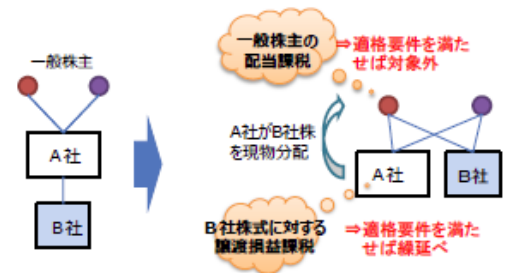 一般株主
A社
B社
一般株主の
配当課税
⇒適格要件を満た
せば対象外
A社がB社株
を現物分配
A社
B社
B社株式に対する
譲渡損益課税
⇒適格要件を満た
せば繰延べ